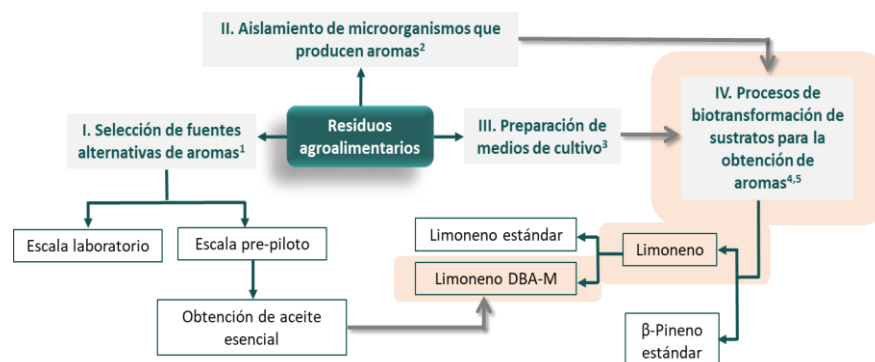 II. Aislamiento de microorganismos que
producen aromas²
I. Selección de fuentes
alternativas de aromas¹
Residuos
agroalimentarios
III. Preparación de
medios de cultivo³
IV. Procesos de
biotransformación de
sustratos para la
obtención de
aromas⁴,⁵
Escala laboratorio
Escala pre-piloto
Limoneno estándar
Limoneno
Limoneno DBA-M
Obtención de aceite
esencial
β-Pineno
estándar